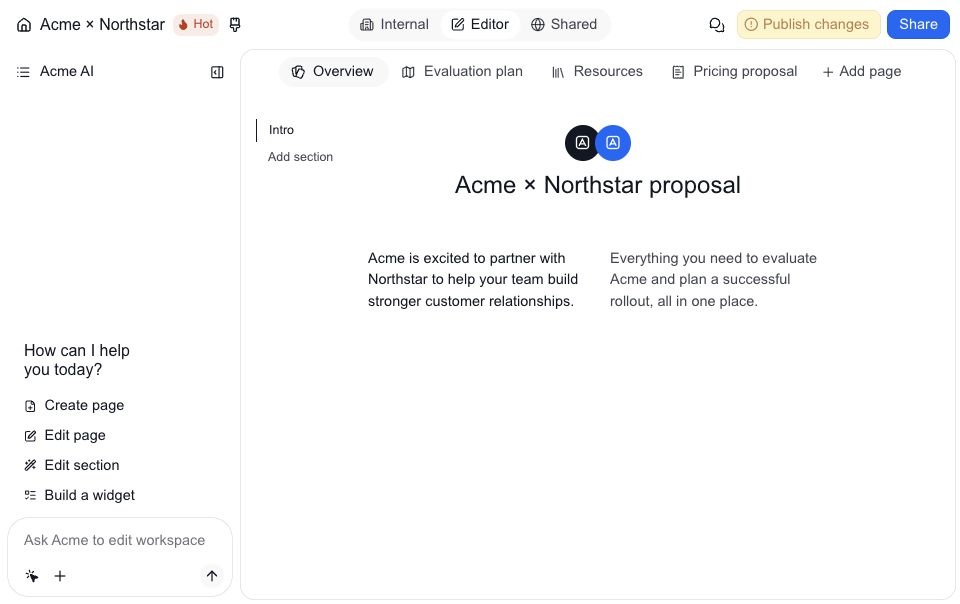 Acme × Northstar
Hot
Internal
Editor
Shared
Publish changes
Share
Acme AI
Overview
Evaluation plan
Resources
Pricing proposal
Add page
Intro
Add section
Acme × Northstar proposal
Acme is excited to partner with
Northstar to help your team build
stronger customer relationships.
Everything you need to evaluate
Acme and plan a successful
rollout, all in one place.
How can I help
you today?
Create page
Edit page
Edit section
Build a widget
Ask Acme to edit workspace